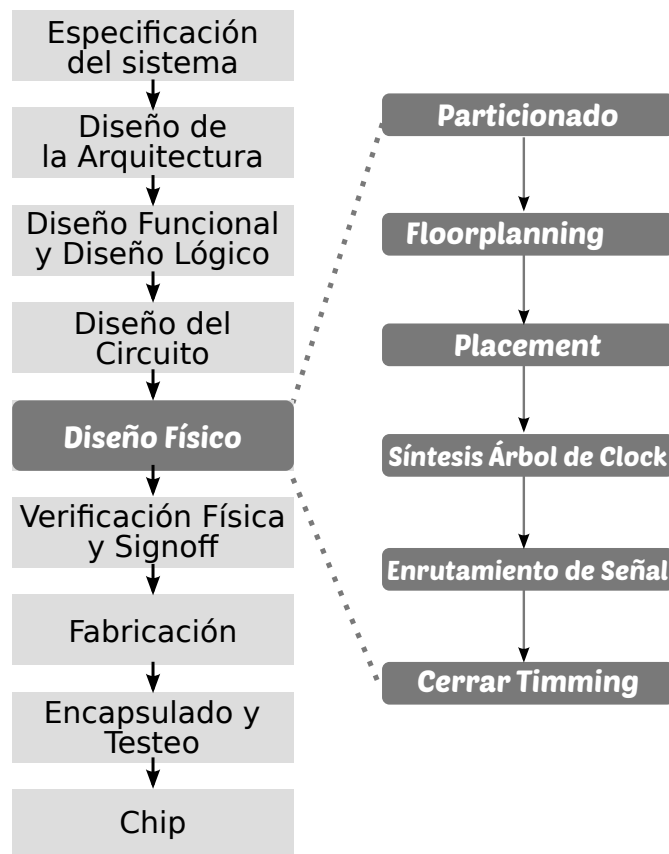 Especificación
del sistema
Diseño de
la Arquitectura
Diseño Funcional
y Diseño Lógico
Diseño del
Circuito
Diseño Físico
Verificación Física
y Signoff
Fabricación
Encapsulado y
Testeo
Chip
Particionado
Floorplanning
Placement
Síntesis Árbol de Clock
Enrutamiento de Señal
Cerrar Timming